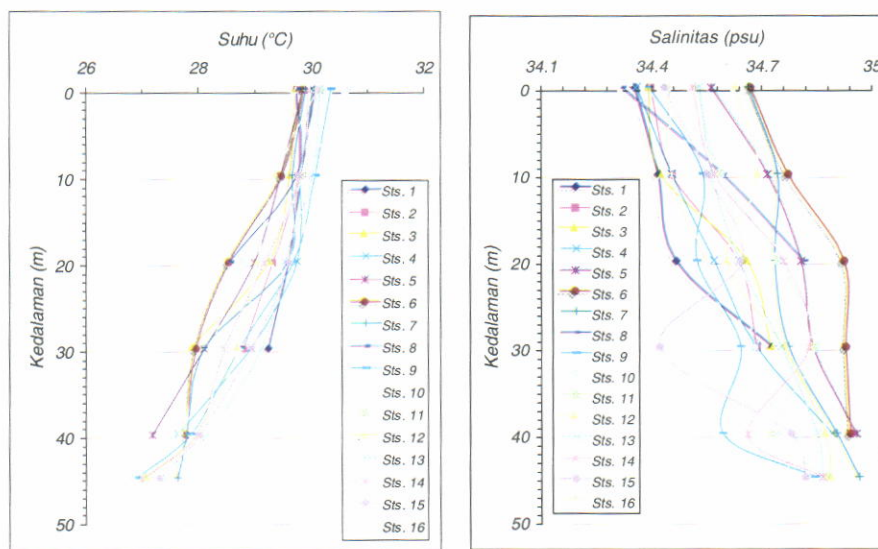 Suhu (°C)
26 28 30 32
0
10
20
30
40
50
Kedalaman (m)
Sts. 1
Sts. 2
Sts. 3
Sts. 4
Sts. 5
Sts. 6
Sts. 7
Sts. 8
Sts. 9
Sts. 10
Sts. 11
Sts. 12
Sts. 13
Sts. 14
Sts. 15
Sts. 16
Salinitas (psu)
34.1 34.4 34.7 35
0
10
20
30
40
50
Kedalaman (m)
Sts. 1
Sts. 2
Sts. 3
Sts. 4
Sts. 5
Sts. 6
Sts. 7
Sts. 8
Sts. 9
Sts. 10
Sts. 11
Sts. 12
Sts. 13
Sts. 14
Sts. 15
Sts. 16